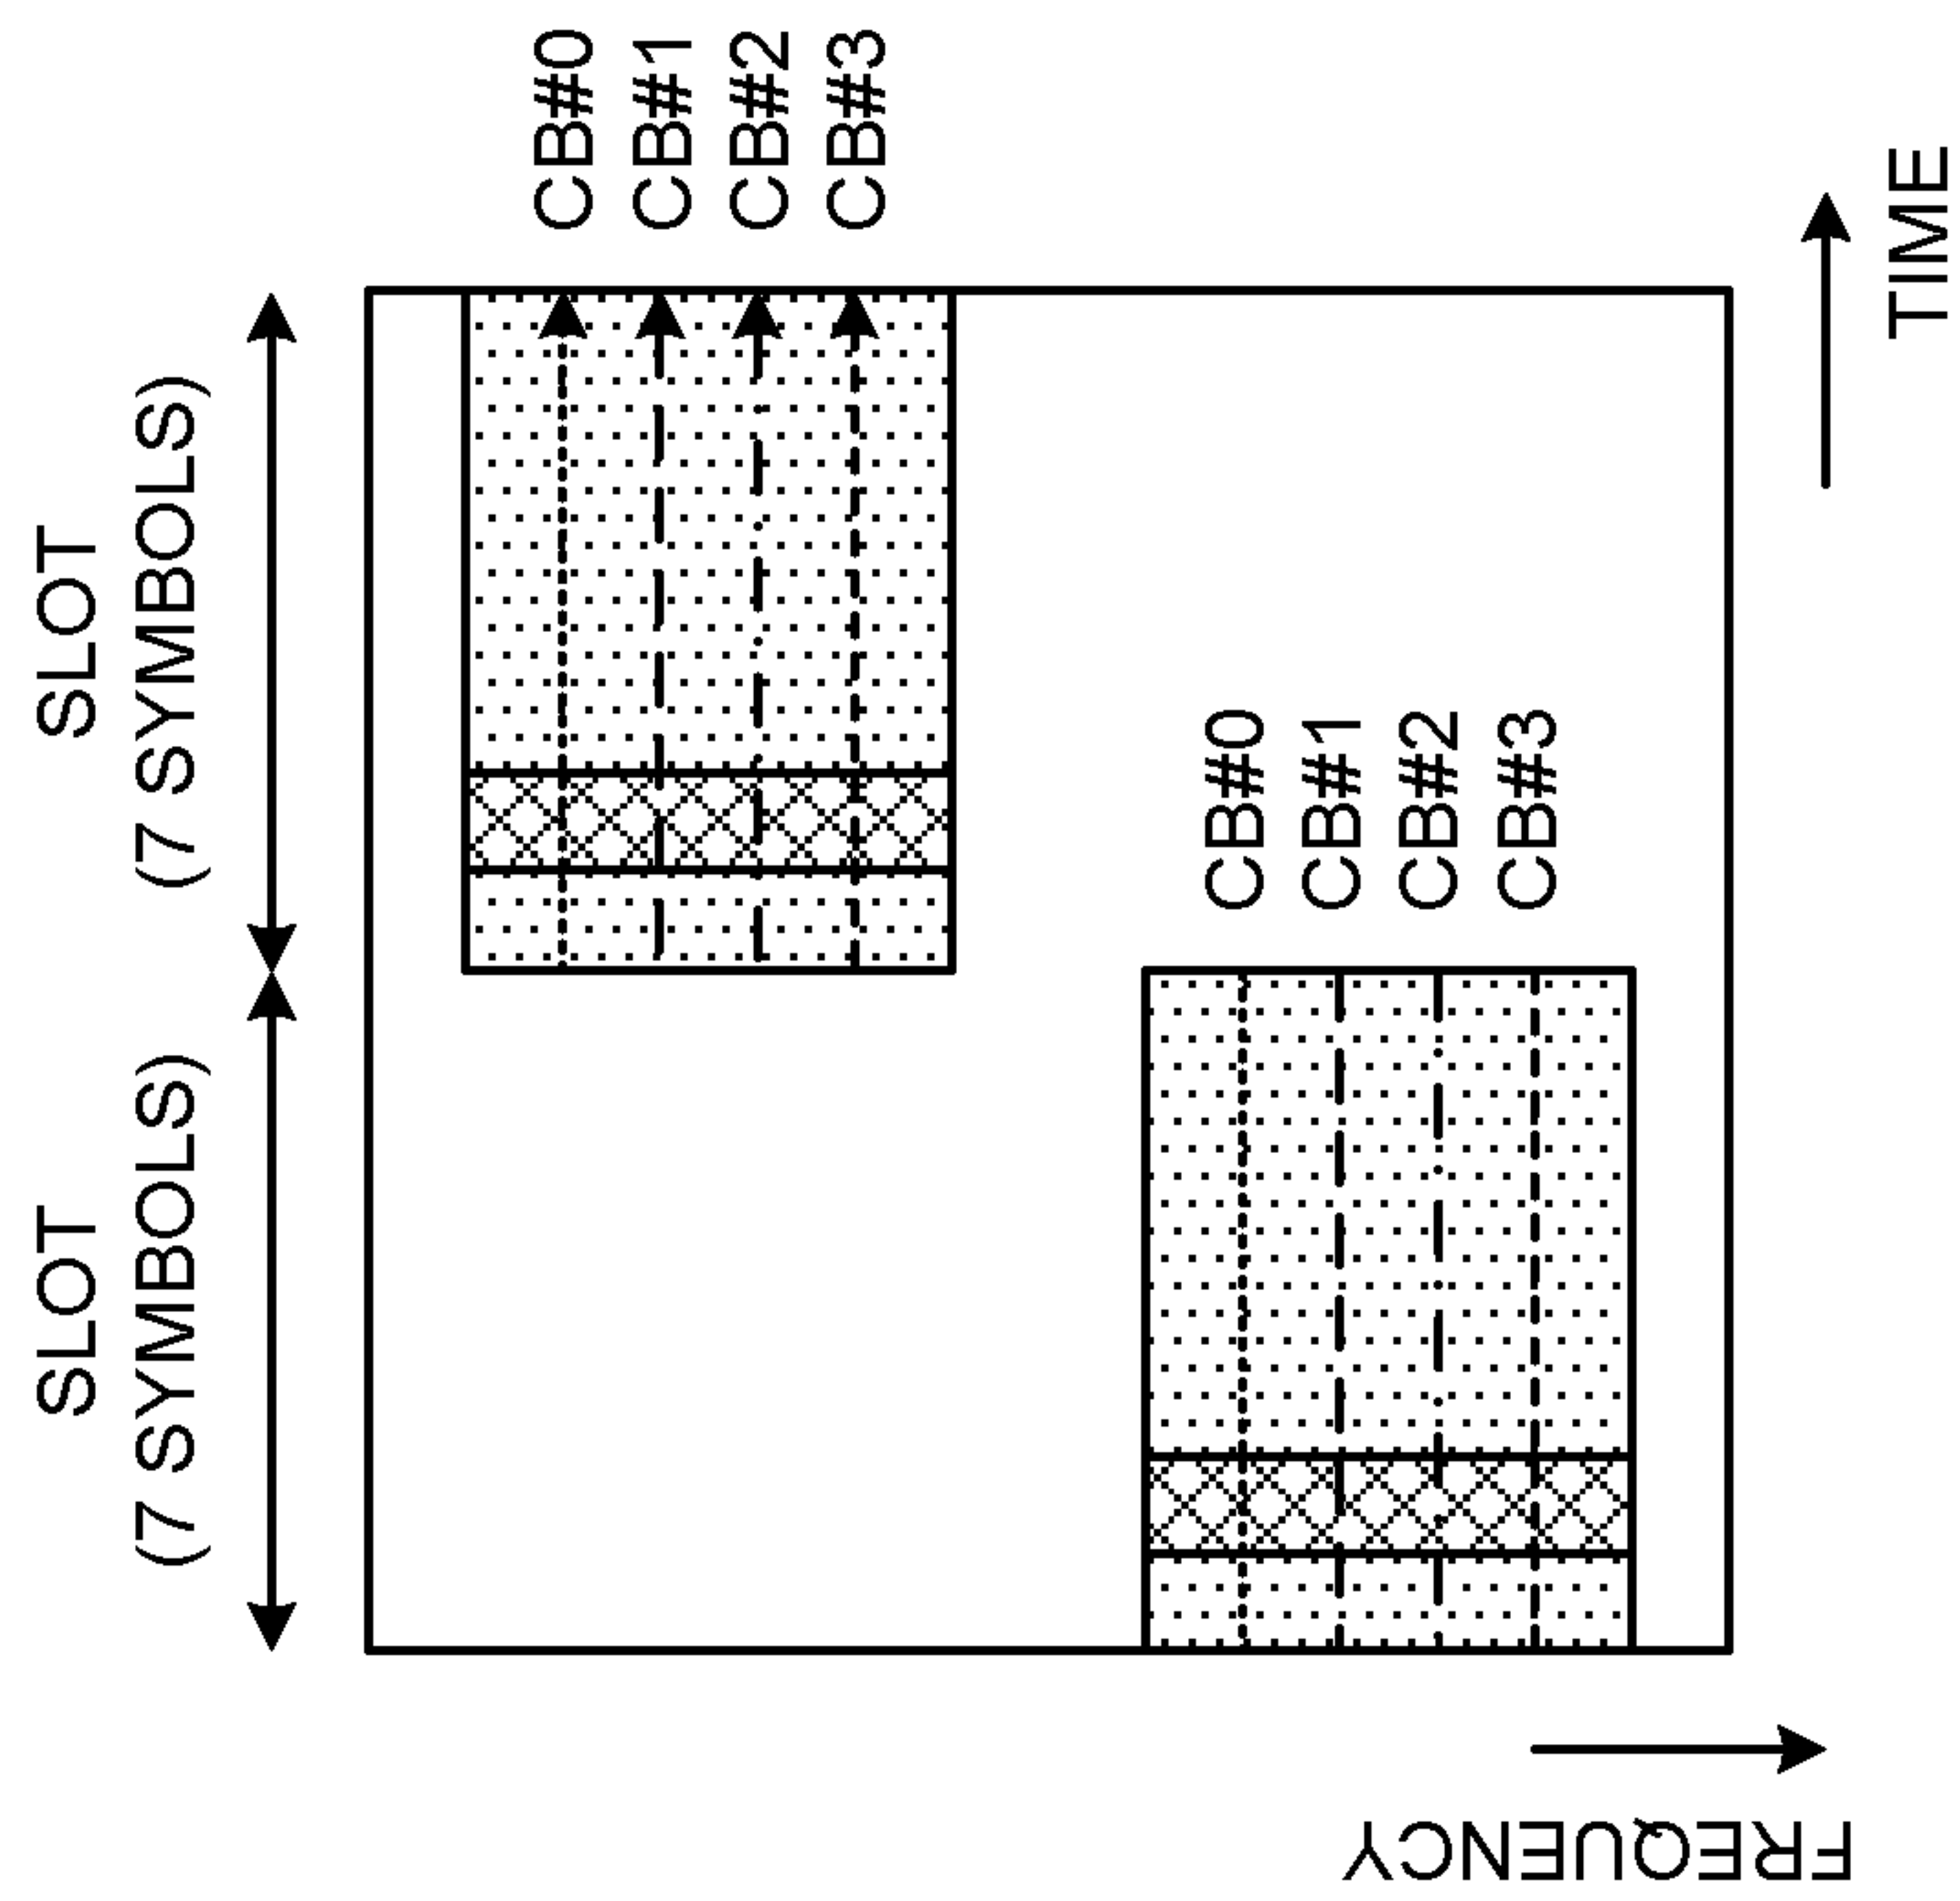 SLOT
(7 SYMBOLS)
SLOT
(7 SYMBOLS)
CB#0
CB#1
CB#2
CB#3
CB#0
CB#1
CB#2
CB#3
FREQUENCY
TIME